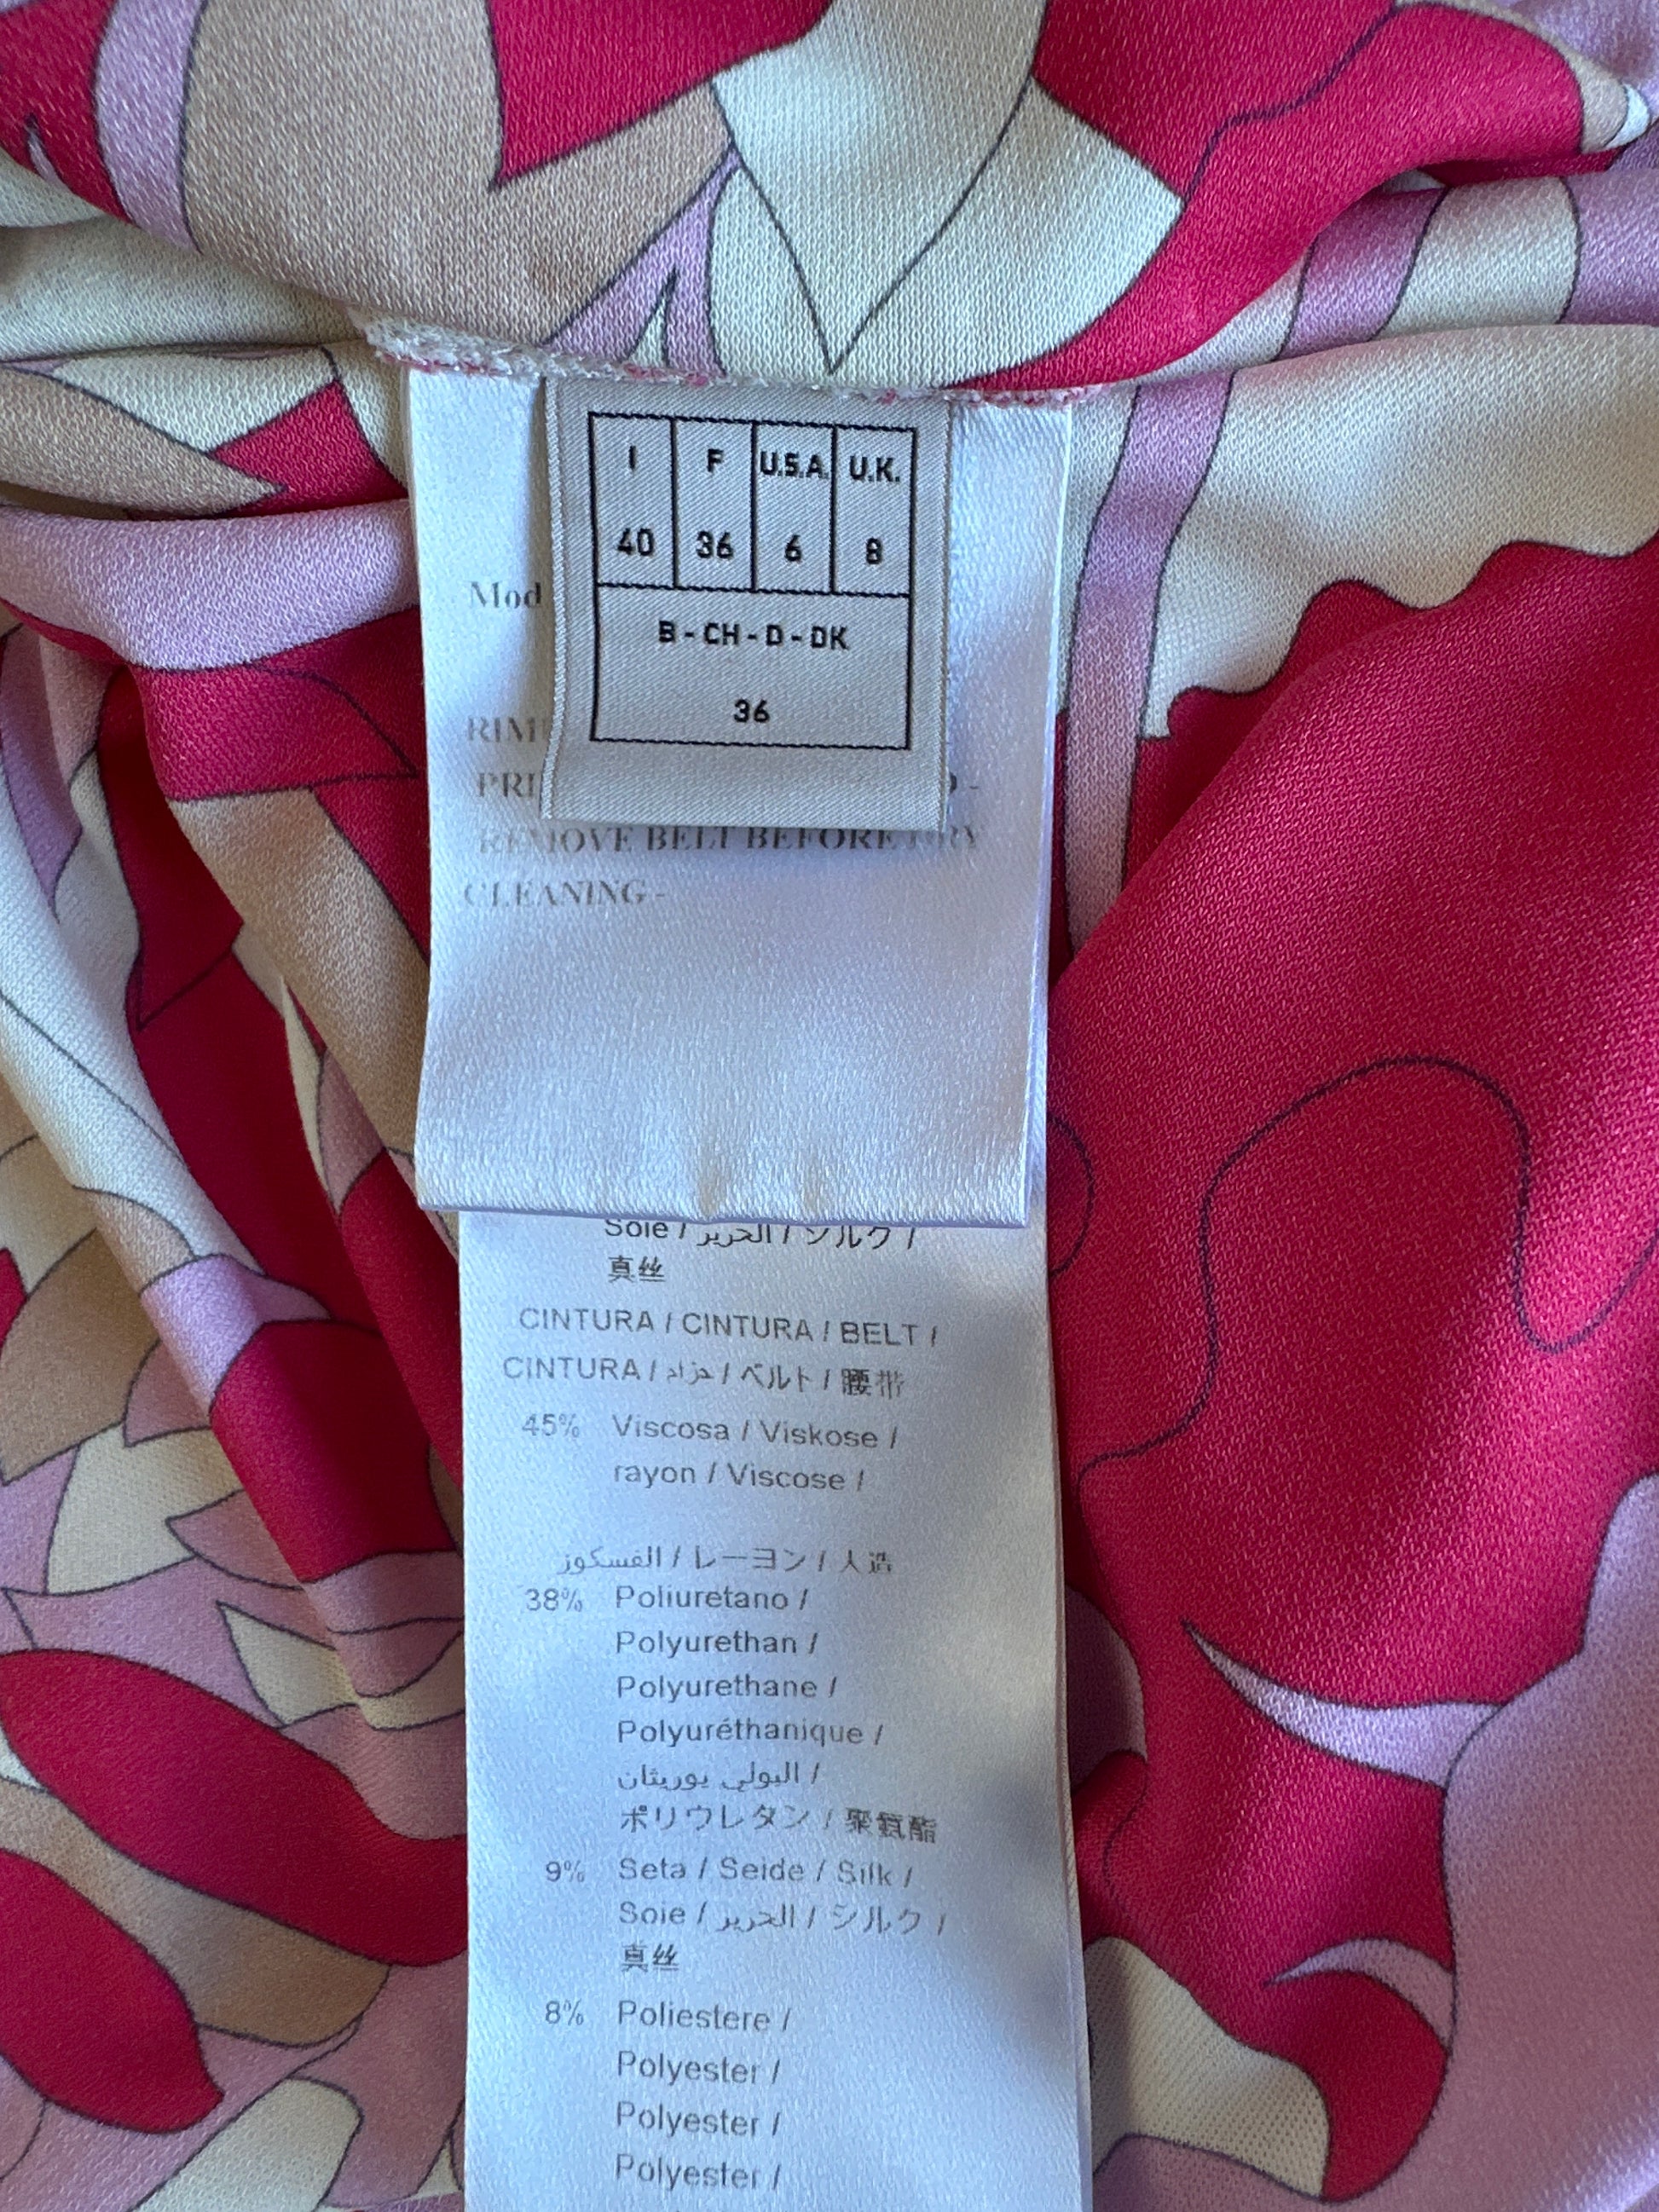 I F U.S.A. U.K.
40 36 6 8
B - CH - D - DK
36
REMOVE BELT BEFORE DRY
CLEANING -
Soie / الحرير / シルク /
真丝
CINTURA / CINTURA / BELT /
CINTURA / حزام / ベルト / 腰带
45% Viscosa / Viskose /
rayon / Viscose /
الفسكوز / レーヨン / 人造
38% Poliuretano /
Polyurethan /
Polyurethane /
Polyuréthanique /
البولي يوريثان /
ポリウレタン / 聚氨酯
9% Seta / Seide / Silk /
Soie / الحرير / シルク /
真丝
8% Poliestere /
Polyester /
Polyester /
Polyester /